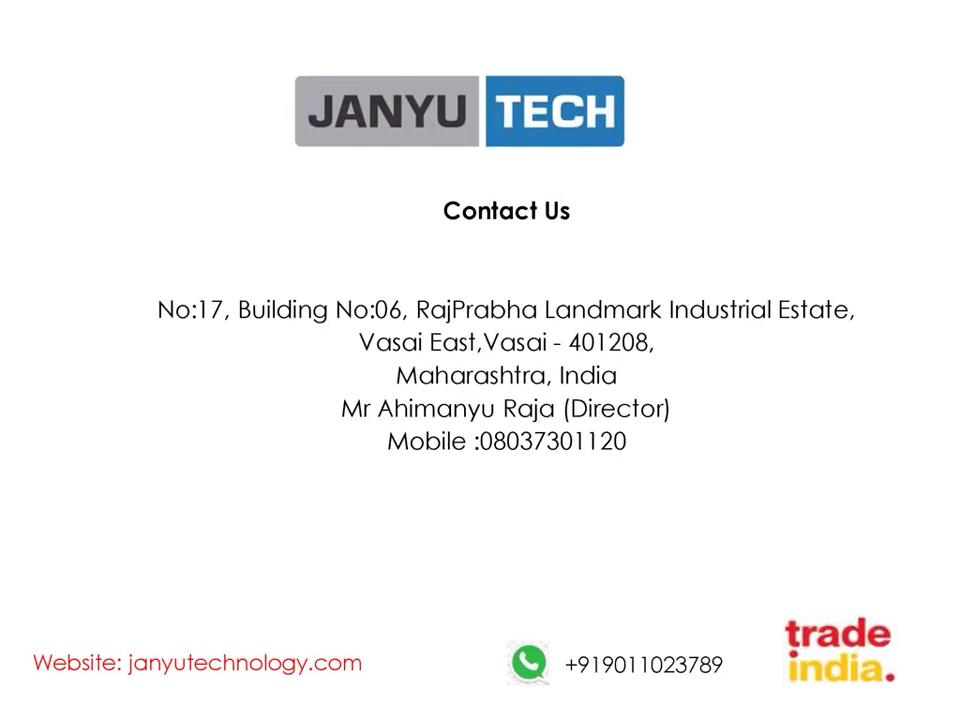 JANYU TECH
Contact Us
No:17, Building No:06, RajPrabha Landmark Industrial Estate,
Vasai East,Vasai - 401208,
Maharashtra, India
Mr Ahimanyu Raja (Director)
Mobile :08037301120
Website: janyutechnology.com
+919011023789
trade
india.